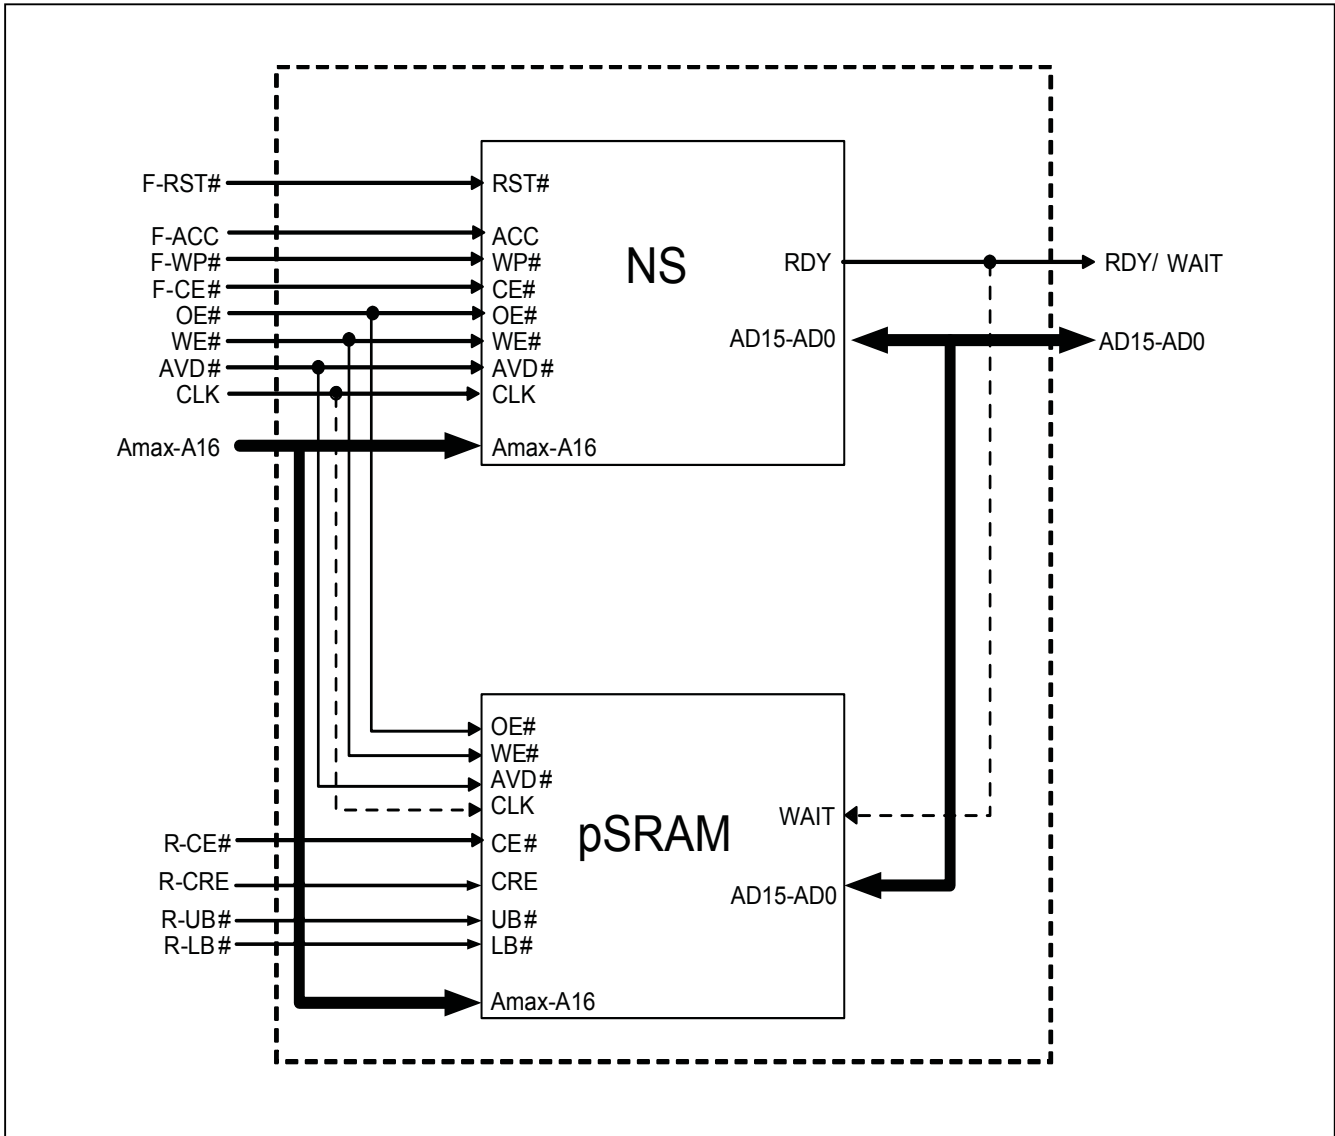 F-RST#
F-ACC
F-WP#
F-CE#
OE#
WE#
AVD#
CLK
Amax-A16
RST#
ACC
WP#
CE#
OE#
WE#
AVD#
CLK
Amax-A16
NS
RDY
AD15-AD0
RDY/ WAIT
AD15-AD0
R-CE#
R-CRE
R-UB#
R-LB#
OE#
WE#
AVD#
CLK
CE#
CRE
UB#
LB#
Amax-A16
pSRAM
WAIT
AD15-AD0